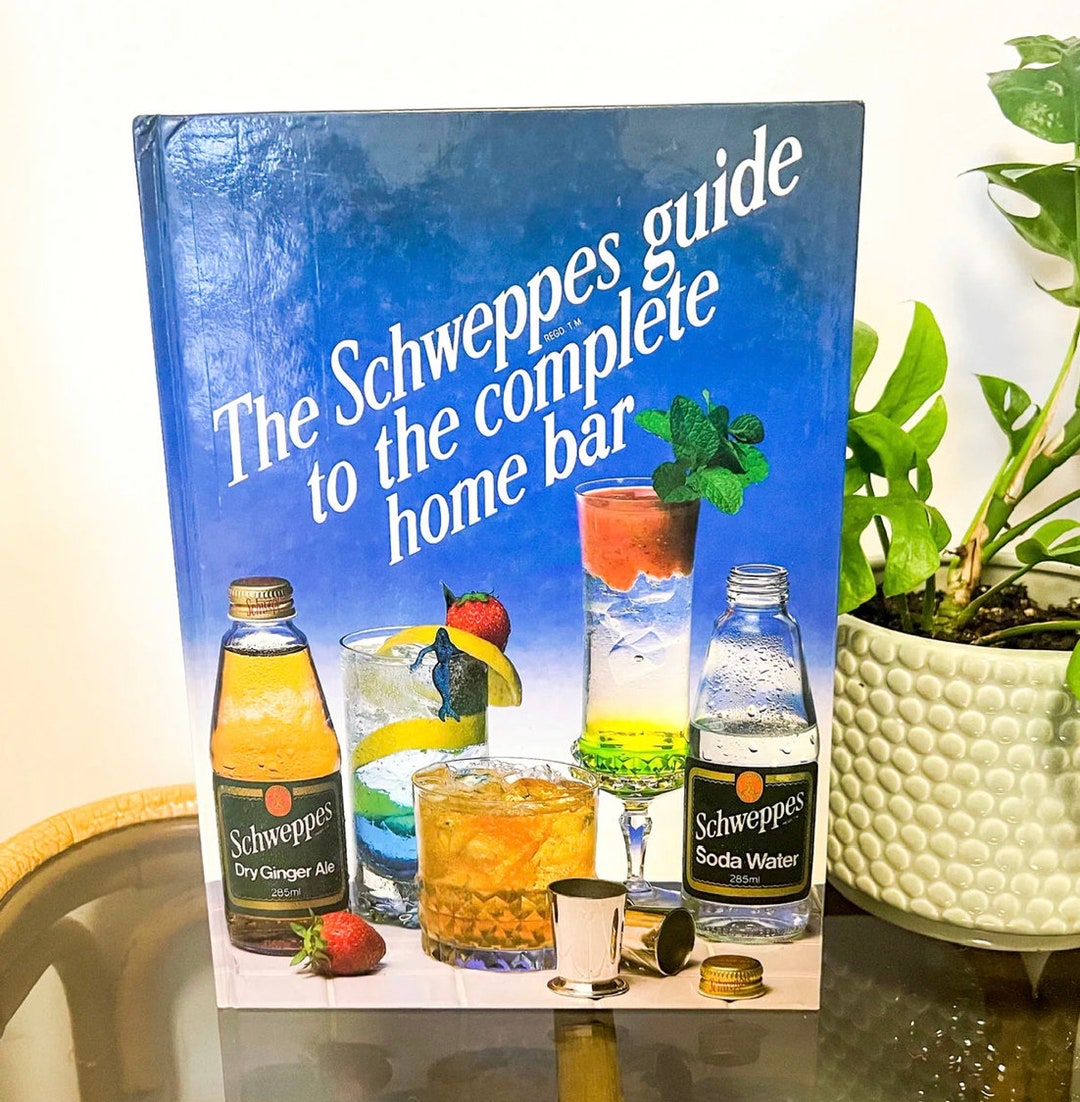 The Schweppes guide
REGD. T.M.
to the complete
home bar
Schweppes
Dry Ginger Ale
285ml
Schweppes
Soda Water
285ml